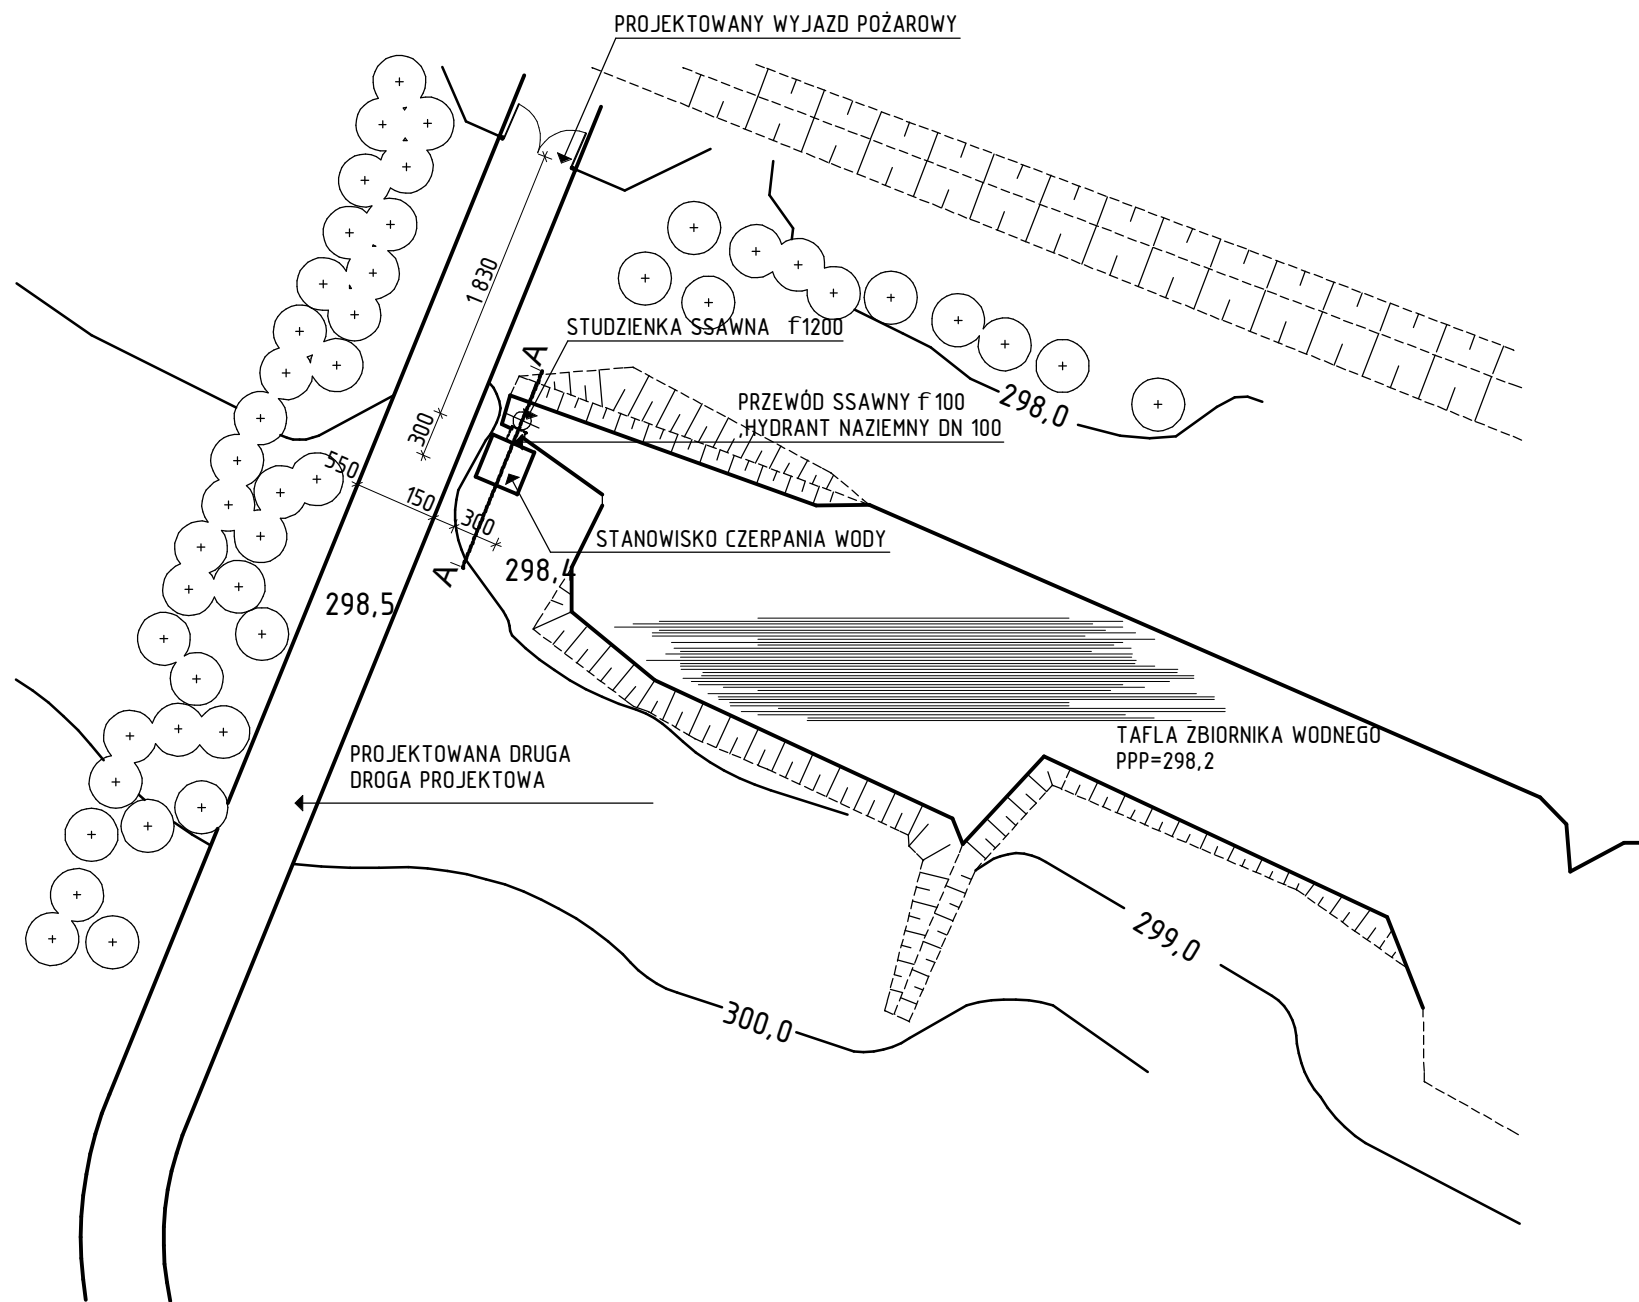 PROJEKTOWANY WYJAZD POŻAROWY
1830
STUDZIENKA SSAWNA f1200
A
PRZEWÓD SSAWNY f 100
,HYDRANT NAZIEMNY DN 100
298,0
300
550
150
300
STANOWISKO CZERPANIA WODY
A
298,4
298,5
TAFLA ZBIORNIKA WODNEGO
PPP=298,2
PROJEKTOWANA DRUGA
DROGA PROJEKTOWA
299,0
300,0